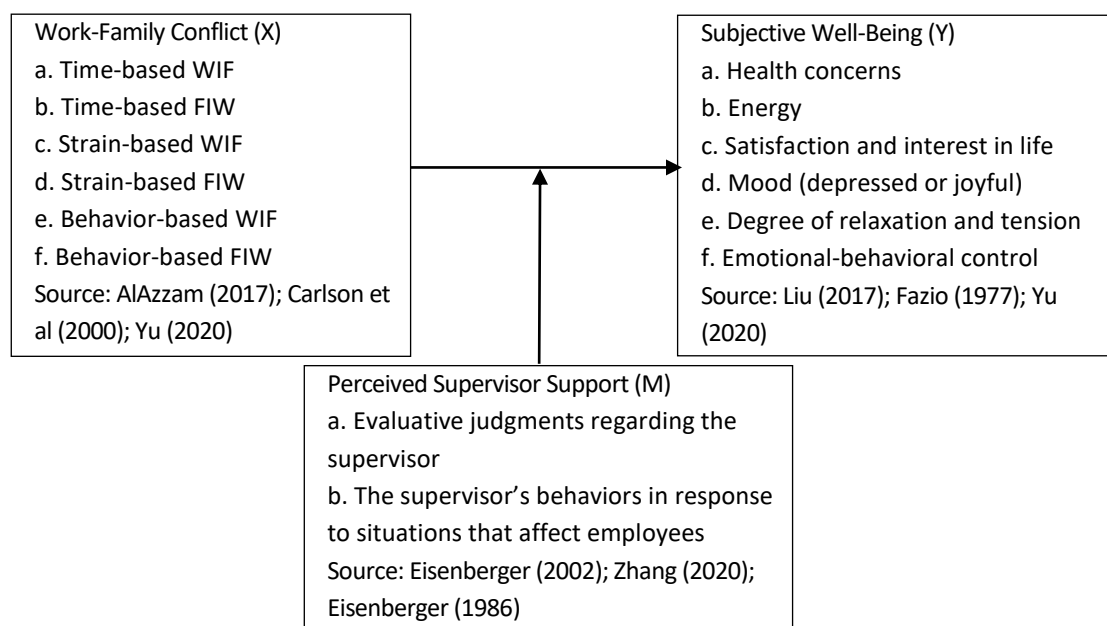 Work-Family Conflict (X)
a. Time-based WIF
b. Time-based FIW
c. Strain-based WIF
d. Strain-based FIW
e. Behavior-based WIF
f. Behavior-based FIW
Source: AlAzzam (2017); Carlson et
al (2000); Yu (2020)
Subjective Well-Being (Y)
a. Health concerns
b. Energy
c. Satisfaction and interest in life
d. Mood (depressed or joyful)
e. Degree of relaxation and tension
f. Emotional-behavioral control
Source: Liu (2017); Fazio (1977); Yu
(2020)
Perceived Supervisor Support (M)
a. Evaluative judgments regarding the
supervisor
b. The supervisor’s behaviors in response
to situations that affect employees
Source: Eisenberger (2002); Zhang (2020);
Eisenberger (1986)